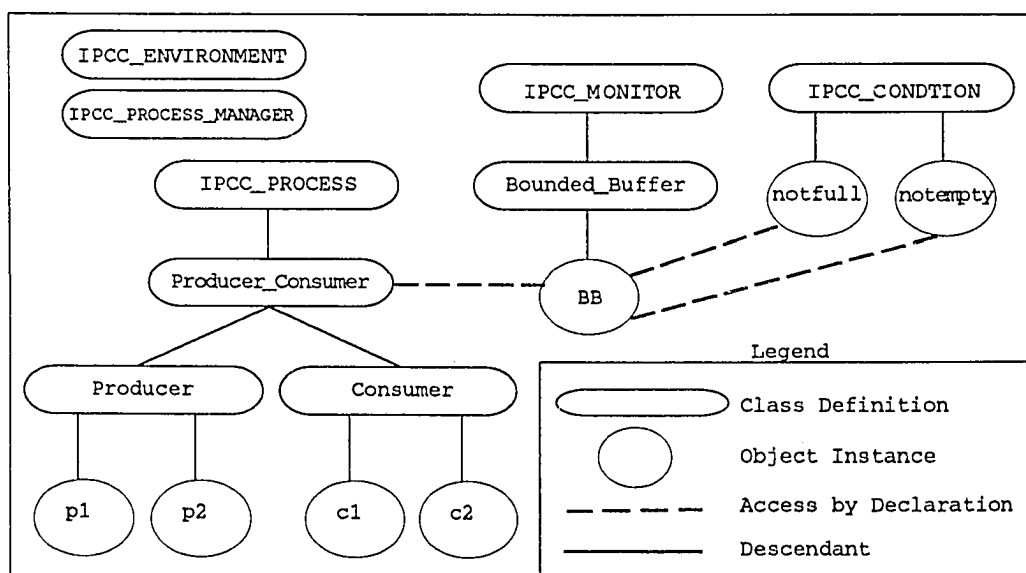 IPCC_ENVIRONMENT
IPCC_PROCESS_MANAGER
IPCC_MONITOR
IPCC_CONDTION
IPCC_PROCESS
Bounded_Buffer
notfull
notempty
Producer_Consumer
BB
Producer
Consumer
p1
p2
c1
c2
Legend
Class Definition
Object Instance
Access by Declaration
Descendant